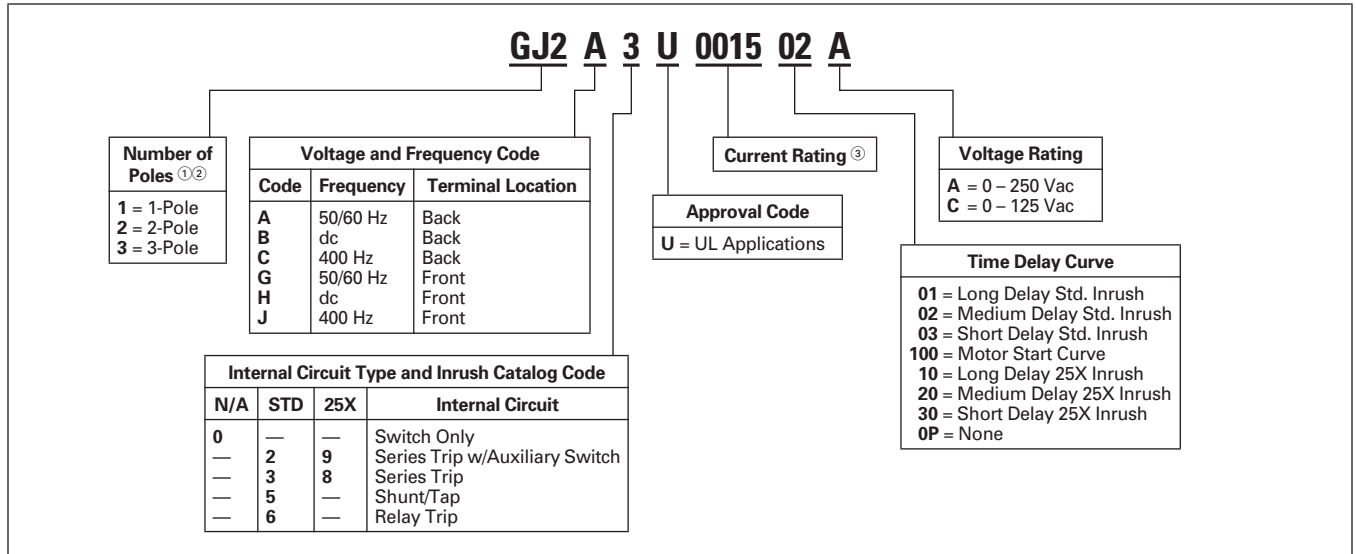 GJ2 A 3 U 0015 02 A
Number of
Poles ①②
1 = 1-Pole
2 = 2-Pole
3 = 3-Pole
Voltage and Frequency Code
Code Frequency Terminal Location
A 50/60 Hz Back
B dc Back
C 400 Hz Back
G 50/60 Hz Front
H dc Front
J 400 Hz Front
Current Rating ③
Approval Code
U = UL Applications
Voltage Rating
A = 0 – 250 Vac
C = 0 – 125 Vac
Time Delay Curve
01 = Long Delay Std. Inrush
02 = Medium Delay Std. Inrush
03 = Short Delay Std. Inrush
100 = Motor Start Curve
10 = Long Delay 25X Inrush
20 = Medium Delay 25X Inrush
30 = Short Delay 25X Inrush
0P = None
Internal Circuit Type and Inrush Catalog Code
N/A STD 25X Internal Circuit
0 — — Switch Only
— 2 9 Series Trip w/Auxiliary Switch
— 3 8 Series Trip
— 5 — Shunt/Tap
— 6 — Relay Trip